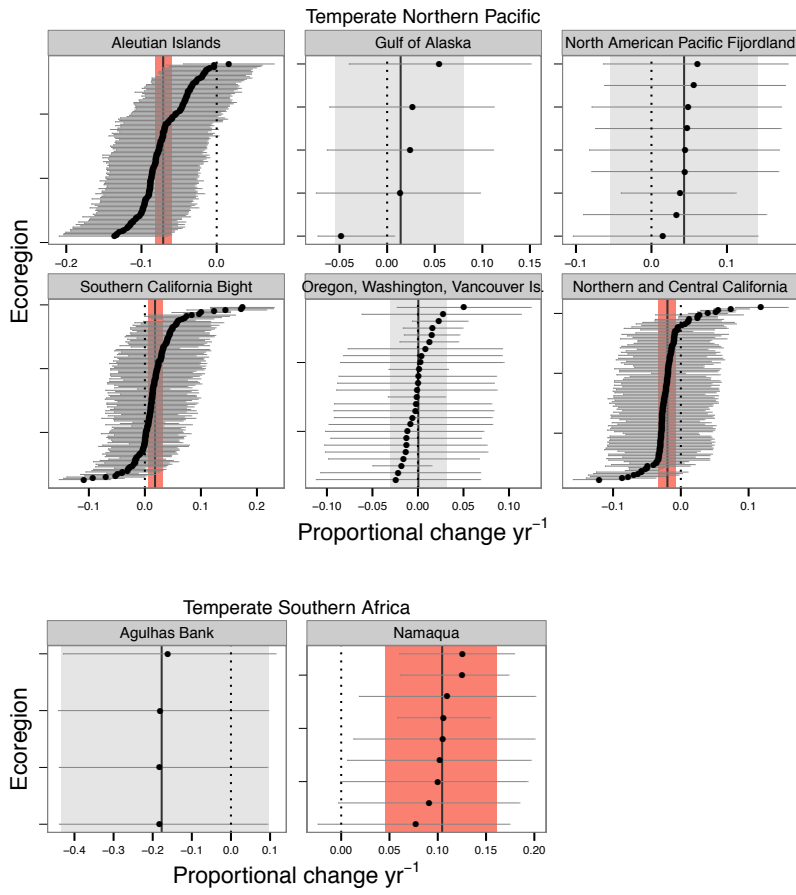 Temperate Northern Pacific
Aleutian Islands
Gulf of Alaska
North American Pacific Fijordland
−0.2 −0.1 0.0
−0.05 0.00 0.05 0.10 0.15
−0.1 0.0 0.1
Southern California Bight
Oregon, Washington, Vancouver Is.
Northern and Central California
−0.1 0.0 0.1 0.2
−0.10 −0.05 0.00 0.05 0.10
−0.1 0.0 0.1
Ecoregion
Proportional change yr⁻¹
Temperate Southern Africa
Agulhas Bank
Namaqua
−0.4 −0.3 −0.2 −0.1 0.0 0.1
0.00 0.05 0.10 0.15 0.20
Ecoregion
Proportional change yr⁻¹